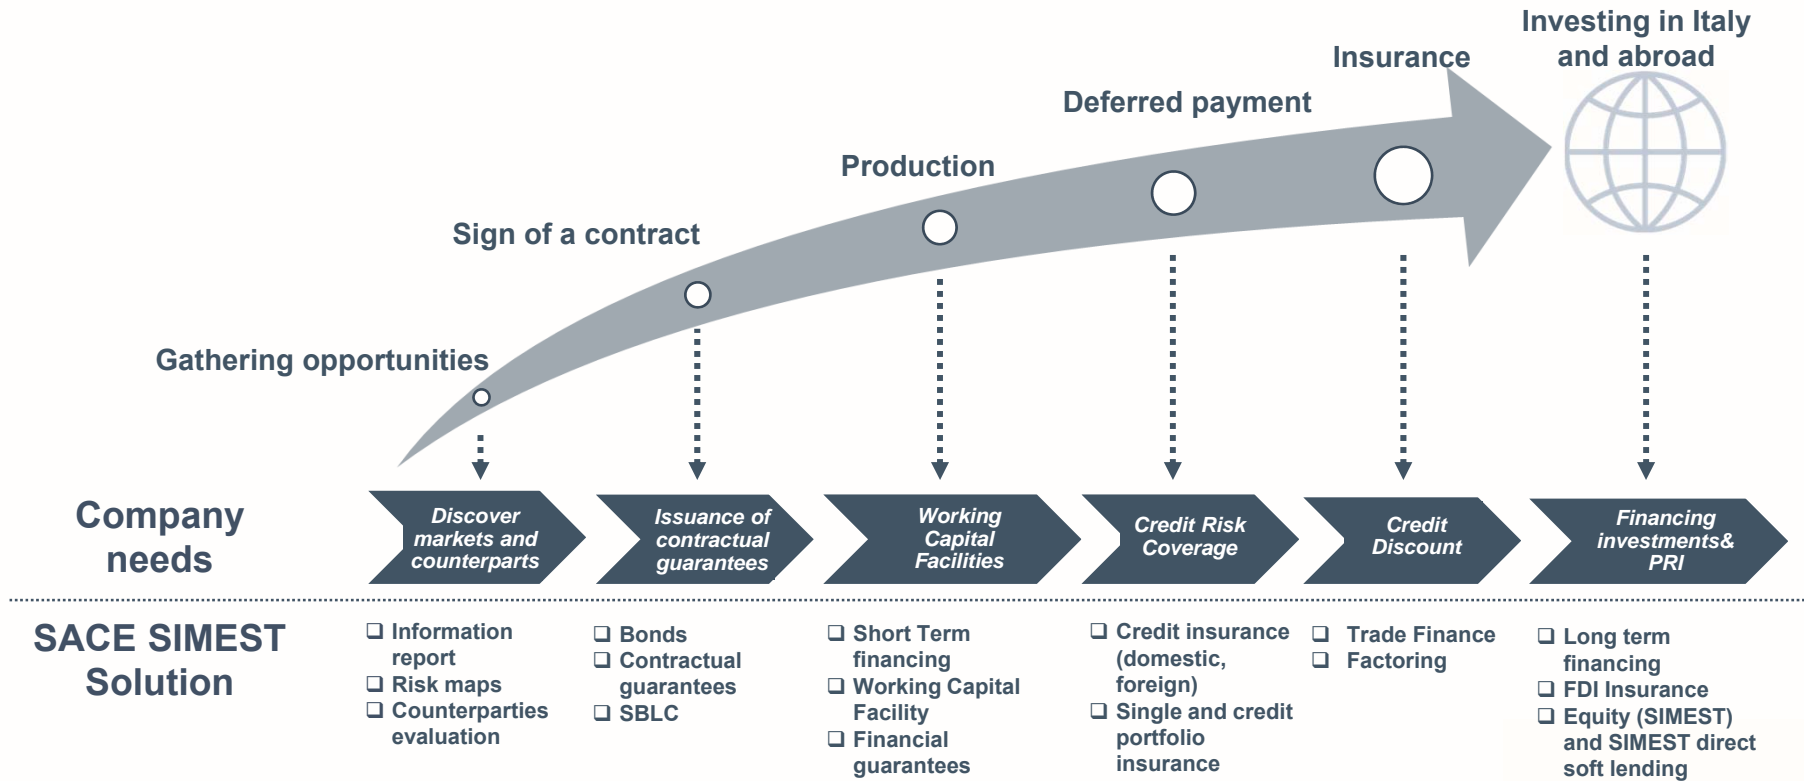 Investing in Italy
and abroad
Insurance
Deferred payment
Production
Sign of a contract
Gathering opportunities
Company
needs
Discover
markets and
counterparts
Issuance of
contractual
guarantees
Working
Capital
Facilities
Credit Risk
Coverage
Credit
Discount
Financing
investments&
PRI
SACE SIMEST
Solution
❑ Information
report
❑ Risk maps
❑ Counterparties
evaluation
❑ Bonds
❑ Contractual
guarantees
❑ SBLC
❑ Short Term
financing
❑ Working Capital
Facility
❑ Financial
guarantees
❑ Credit insurance
(domestic,
foreign)
❑ Single and credit
portfolio
insurance
❑ Trade Finance
❑ Factoring
❑ Long term
financing
❑ FDI Insurance
❑ Equity (SIMEST)
and SIMEST direct
soft lending